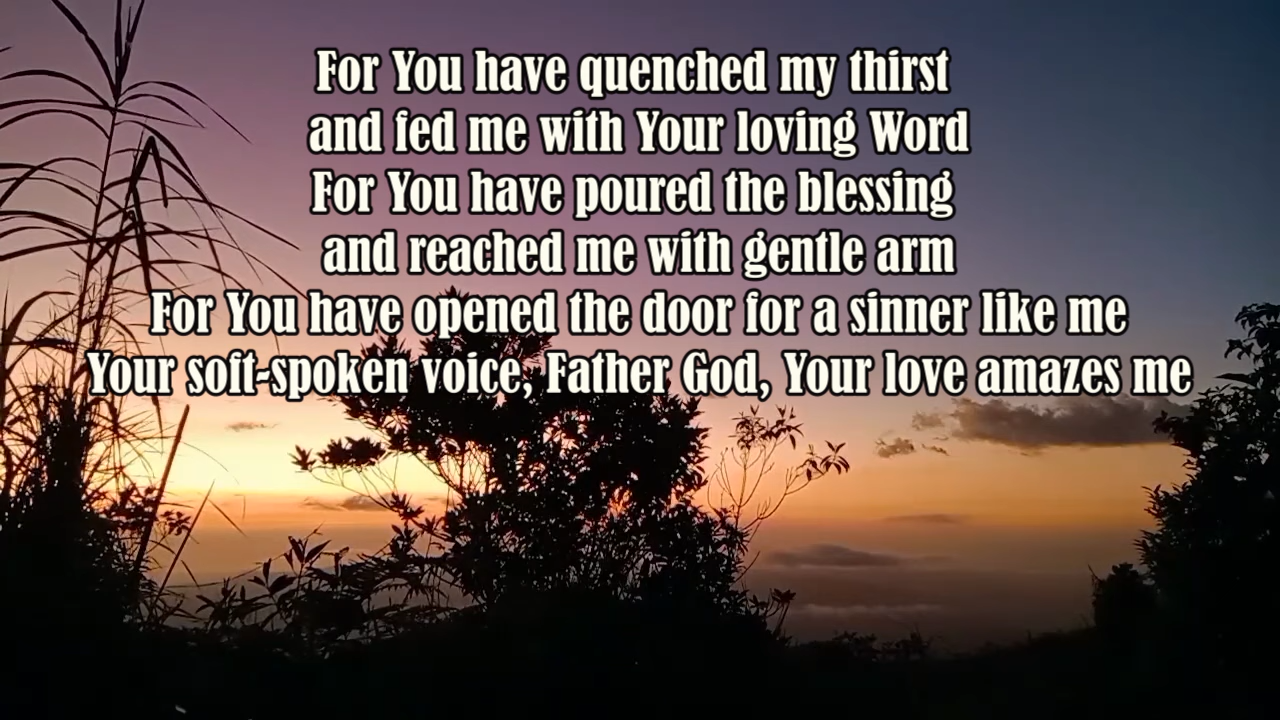 For You have quenched my thirst
and fed me with Your loving Word
For You have poured the blessing
and reached me with gentle arm
For You have opened the door for a sinner like me
Your soft-spoken voice, Father God, Your love amazes me